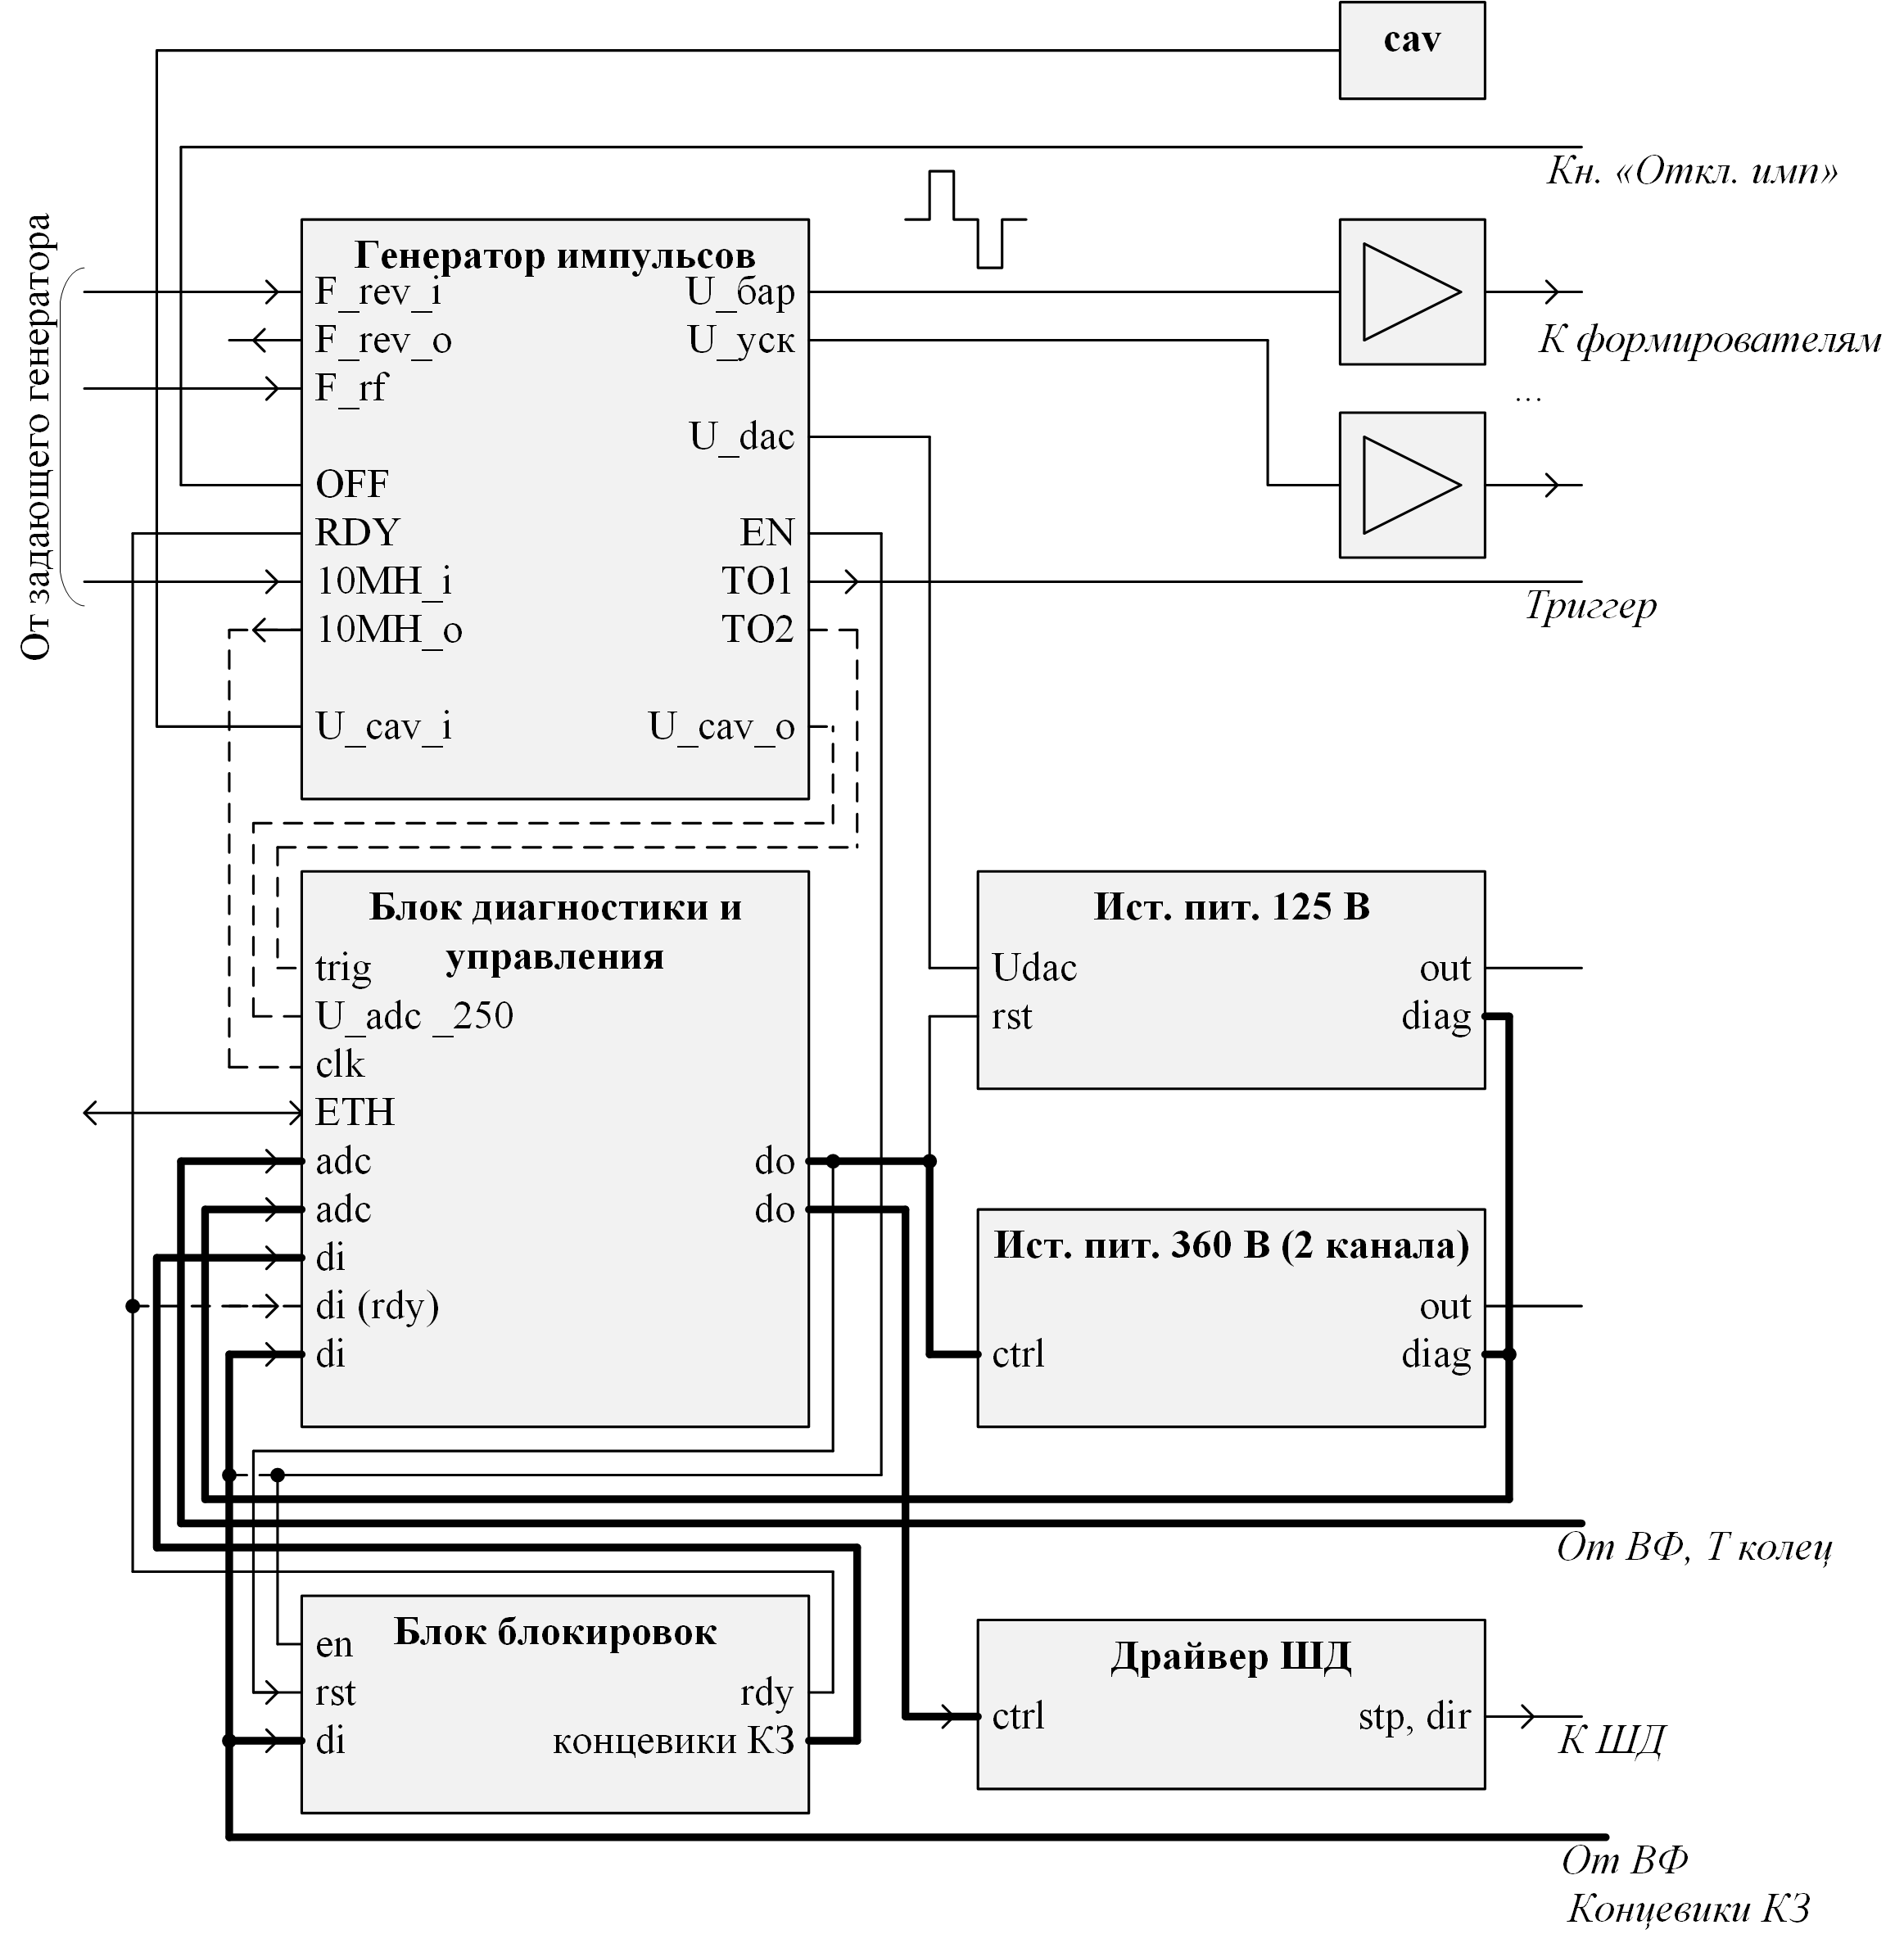 cav
Кн. «Откл. имп»
От задающего генератора
Генератор импульсов
F_rev_i
U_бар
F_rev_o
U_уск
К формирователям
F_rf
...
U_dac
OFF
RDY
EN
10MH_i
TO1
Триггер
10MH_o
TO2
U_cav_i
U_cav_o
Блок диагностики и
управления
trig
U_adc _250
clk
ETH
adc
do
adc
do
di
di (rdy)
di
Ист. пит. 125 В
Udac
out
rst
diag
Ист. пит. 360 В (2 канала)
out
ctrl
diag
От ВФ, Т колец
Блок блокировок
en
rst
rdy
di
концевики КЗ
Драйвер ШД
ctrl
stp, dir
К ШД
От ВФ
Концевики КЗ